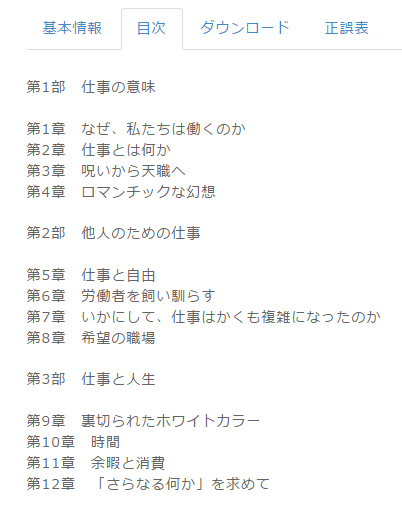 基本情報 目次 ダウンロード 正誤表
第1部　仕事の意味
第1章　なぜ、私たちは働くのか
第2章　仕事とは何か
第3章　呪いから天職へ
第4章　ロマンチックな幻想
第2部　他人のための仕事
第5章　仕事と自由
第6章　労働者を飼い馴らす
第7章　いかにして、仕事はかくも複雑になったのか
第8章　希望の職場
第3部　仕事と人生
第9章　裏切られたホワイトカラー
第10章　時間
第11章　余暇と消費
第12章　「さらなる何か」を求めて